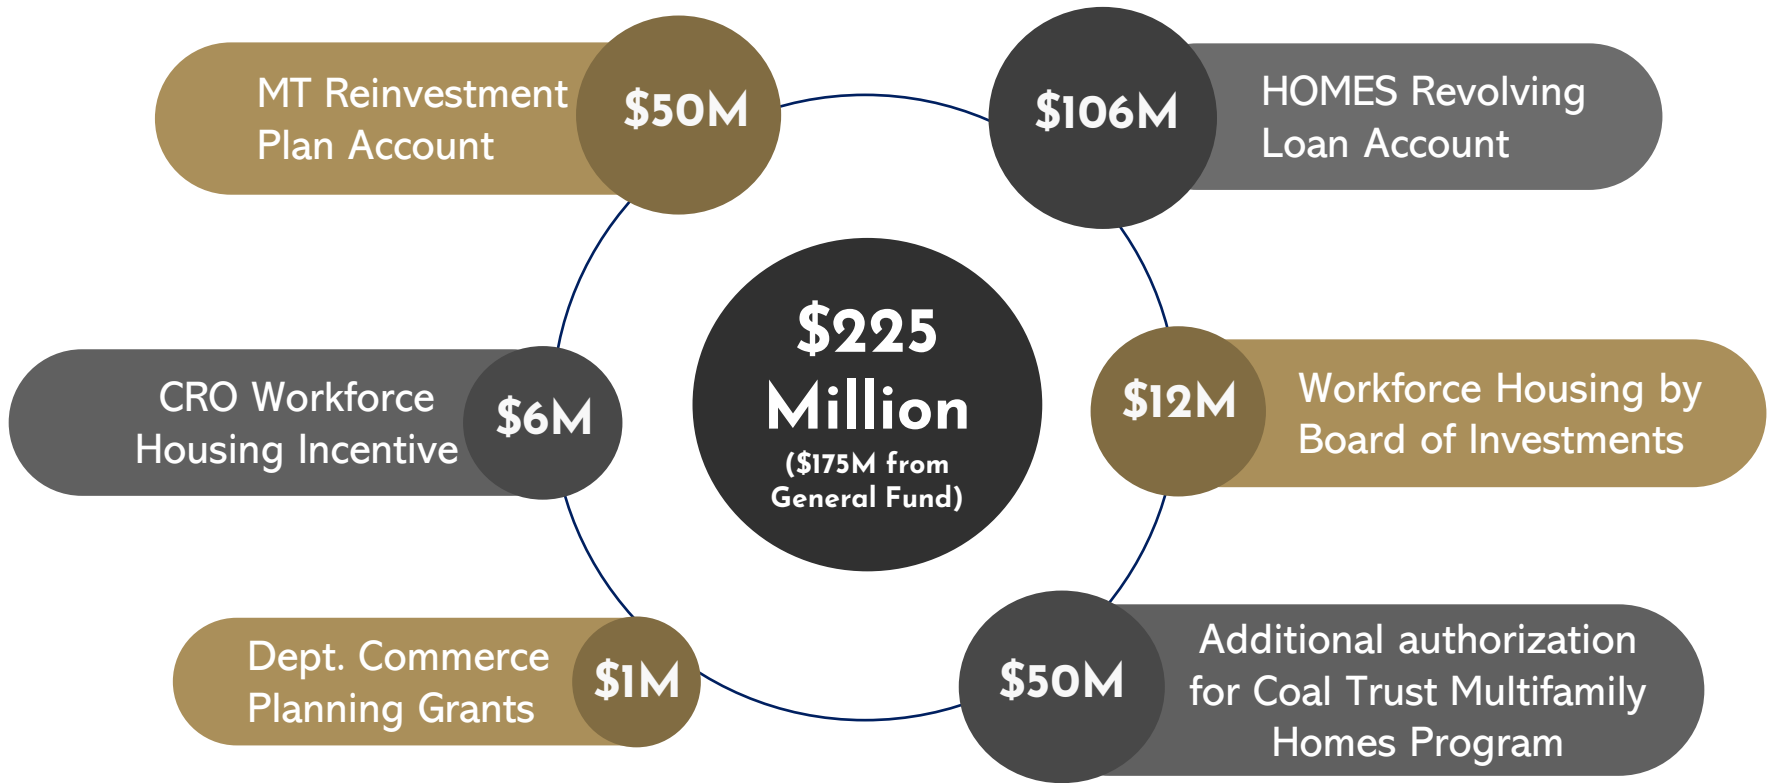 MT Reinvestment
Plan Account
$50M
$106M
HOMES Revolving
Loan Account
CRO Workforce
Housing Incentive
$6M
$225
Million
($175M from
General Fund)
$12M
Workforce Housing by
Board of Investments
Dept. Commerce
Planning Grants
$1M
$50M
Additional authorization
for Coal Trust Multifamily
Homes Program